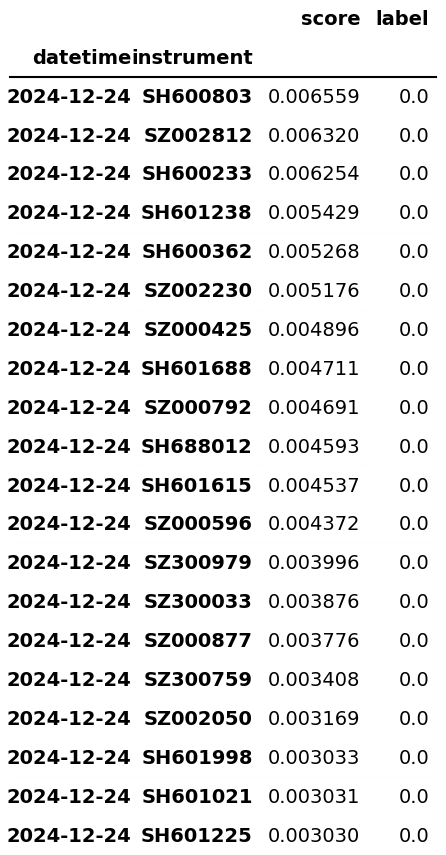 score label
datetime instrument
2024-12-24 SH600803 0.006559 0.0
2024-12-24 SZ002812 0.006320 0.0
2024-12-24 SH600233 0.006254 0.0
2024-12-24 SH601238 0.005429 0.0
2024-12-24 SH600362 0.005268 0.0
2024-12-24 SZ002230 0.005176 0.0
2024-12-24 SZ000425 0.004896 0.0
2024-12-24 SH601688 0.004711 0.0
2024-12-24 SZ000792 0.004691 0.0
2024-12-24 SH688012 0.004593 0.0
2024-12-24 SH601615 0.004537 0.0
2024-12-24 SZ000596 0.004372 0.0
2024-12-24 SZ300979 0.003996 0.0
2024-12-24 SZ300033 0.003876 0.0
2024-12-24 SZ000877 0.003776 0.0
2024-12-24 SZ300759 0.003408 0.0
2024-12-24 SZ002050 0.003169 0.0
2024-12-24 SH601998 0.003033 0.0
2024-12-24 SH601021 0.003031 0.0
2024-12-24 SH601225 0.003030 0.0